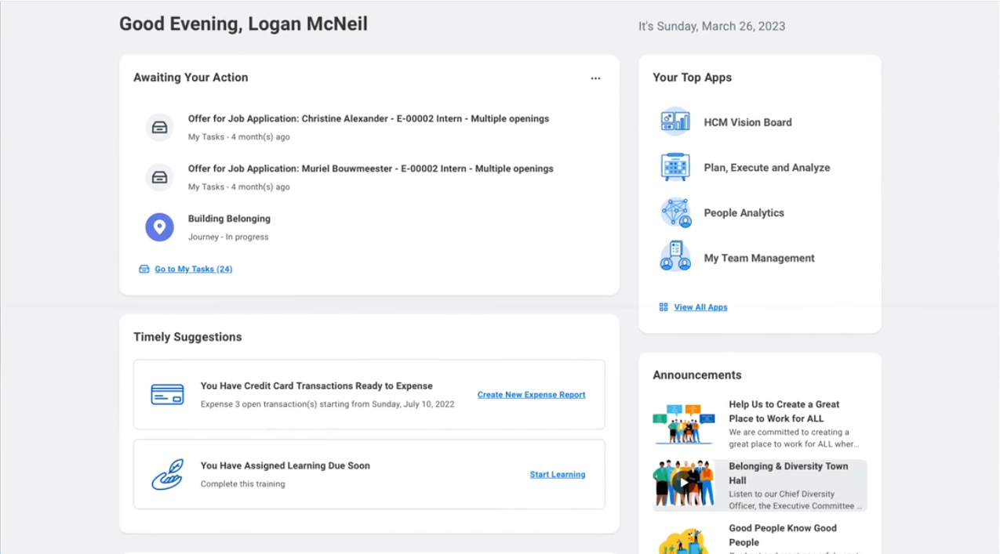 Good Evening, Logan McNeil
It's Sunday, March 26, 2023
Awaiting Your Action
Offer for Job Application: Christine Alexander - E-00002 Intern - Multiple openings
My Tasks - 4 month(s) ago
Offer for Job Application: Muriel Bouwmeester - E-00002 Intern - Multiple openings
My Tasks - 4 month(s) ago
Building Belonging
Journey - In progress
Go to My Tasks (24)
Timely Suggestions
You Have Credit Card Transactions Ready to Expense
Expense 3 open transaction(s) starting from Sunday, July 10, 2022
Create New Expense Report
You Have Assigned Learning Due Soon
Complete this training
Start Learning
Your Top Apps
HCM Vision Board
Plan, Execute and Analyze
People Analytics
My Team Management
View All Apps
Announcements
Help Us to Create a Great
Place to Work for ALL
We are committed to creating a
great place to work for ALL wher...
Belonging & Diversity Town
Hall
Listen to our Chief Diversity
Officer, the Executive Committee ...
Good People Know Good
People